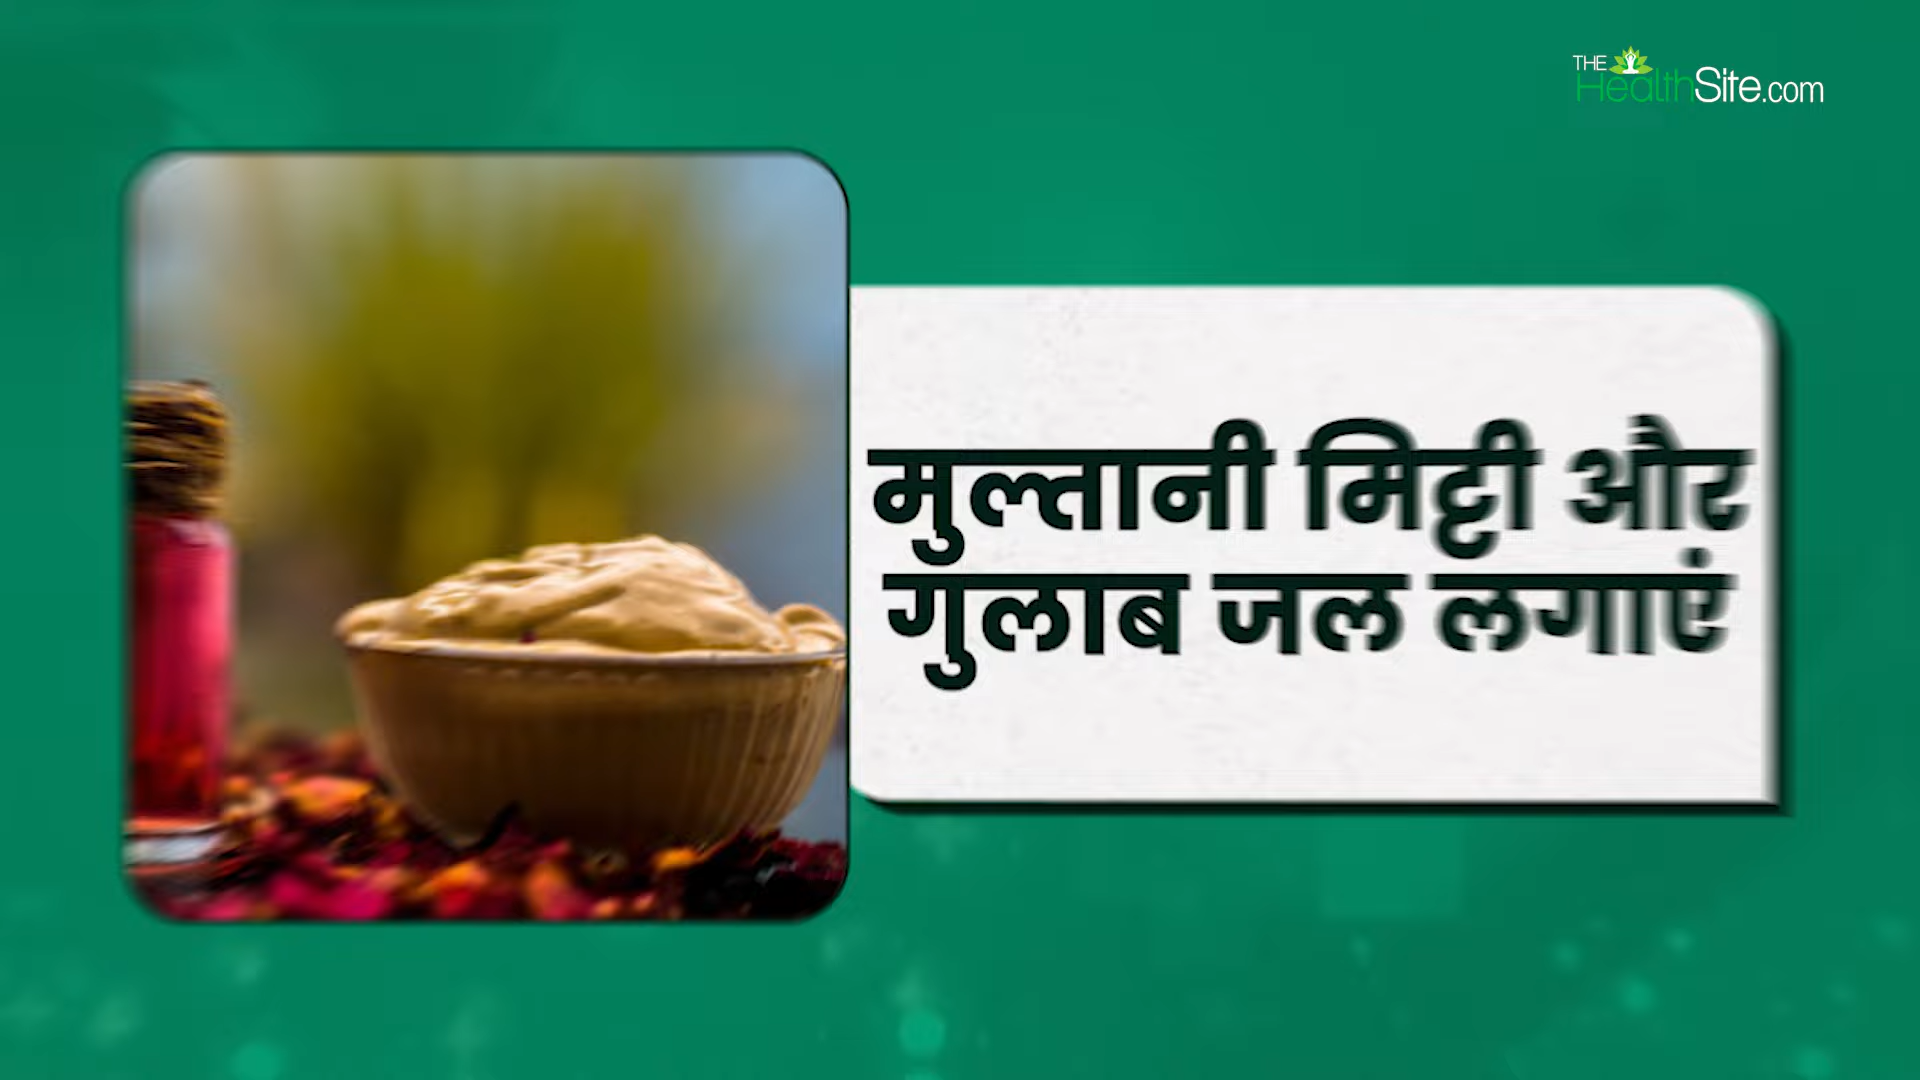 THE
HealthSite.com
मुल्तानी मिट्टी और
गुलाब जल लगाएं